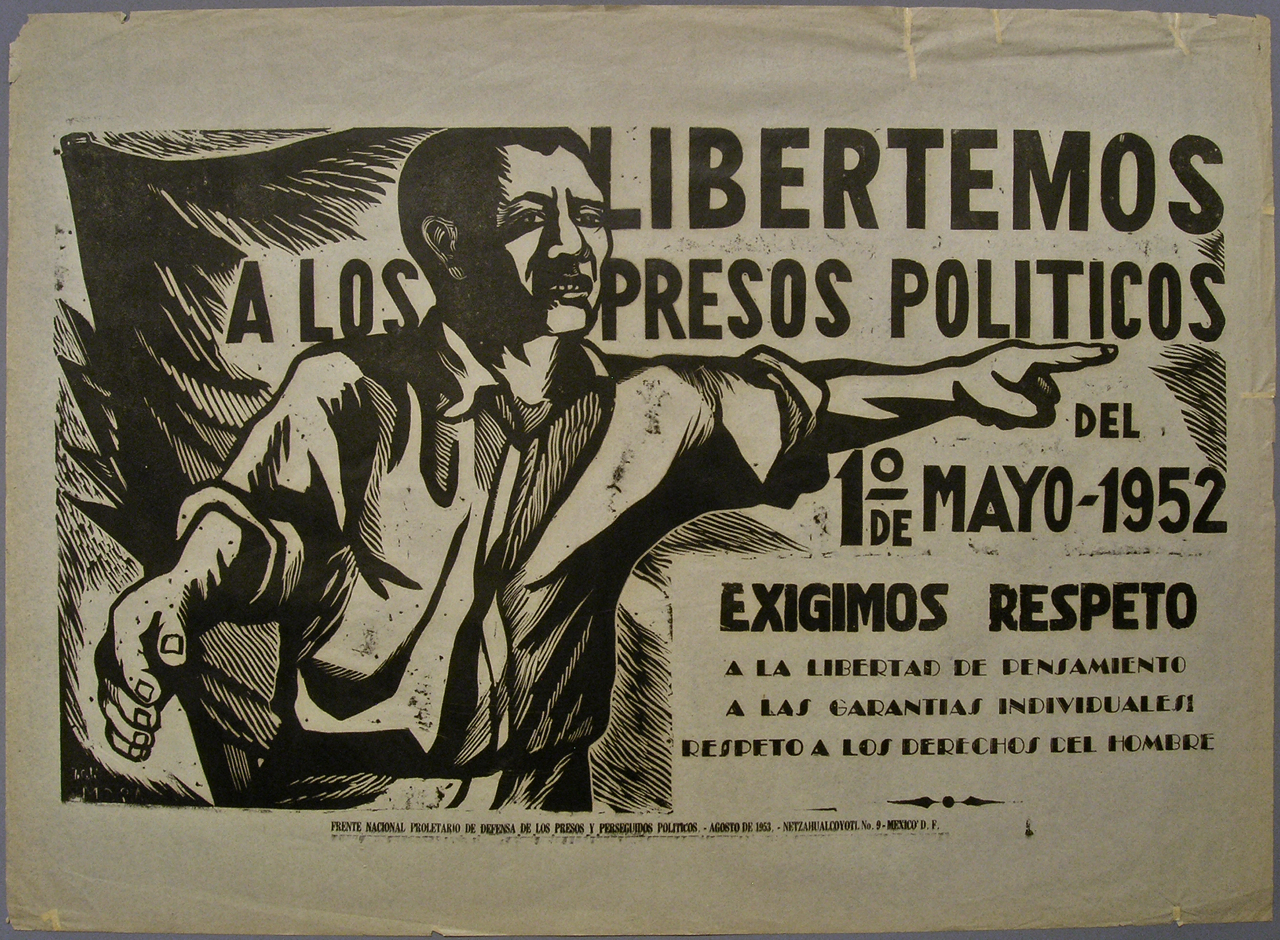 LIBERTEMOS
A LOS PRESOS POLITICOS
DEL
1º DE MAYO-1952
EXIGIMOS RESPETO
A LA LIBERTAD DE PENSAMIENTO
A LAS GARANTIAS INDIVIDUALES!
RESPETO A LOS DERECHOS DEL HOMBRE
FRENTE NACIONAL PROLETARIO DE DEFENSA DE LOS PRESOS Y PERSEGUIDOS POLITICOS. - AGOSTO DE 1953. - NETZAHUALCOYOTL No. 9 - MEXICO D. F.